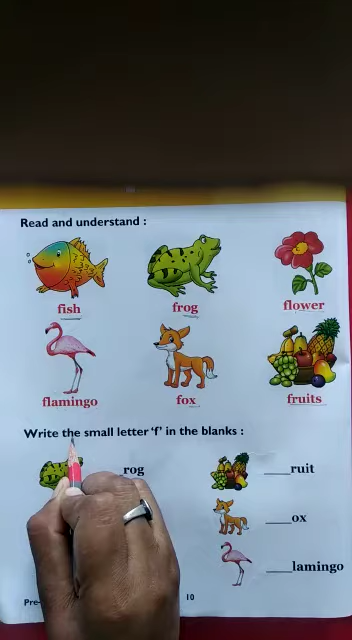 Read and understand :
fish frog flower
flamingo fox fruits
Write the small letter 'f' in the blanks :
rog ____ruit
____ox
____lamingo
Pre- 10